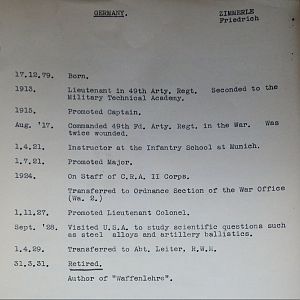 GERMANY.
ZIMMERLE
Friedrich
17.12.79. Born.
1913. Lieutenant in 49th Arty. Regt. Seconded to the
Military Technical Academy.
1915. Promoted Captain.
Aug. '17. Commanded 49th Fd. Arty. Regt. in the War. Was
twice wounded.
1.4.21. Instructor at the Infantry School at Munich.
1.7.21. Promoted Major.
1924. On Staff of C.R.A. II Corps.
Transferred to Ordnance Section of the War Office
(Wa. 2.)
1.11.27. Promoted Lieutenant Colonel.
Sept. '28. Visited U.S.A. to study scientific questions such
as steel alloys and artillery ballistics.
1.4.29. Transferred to Abt. Leiter, R.W.M.
31.3.31. Retired.
Author of "Waffenlehre".